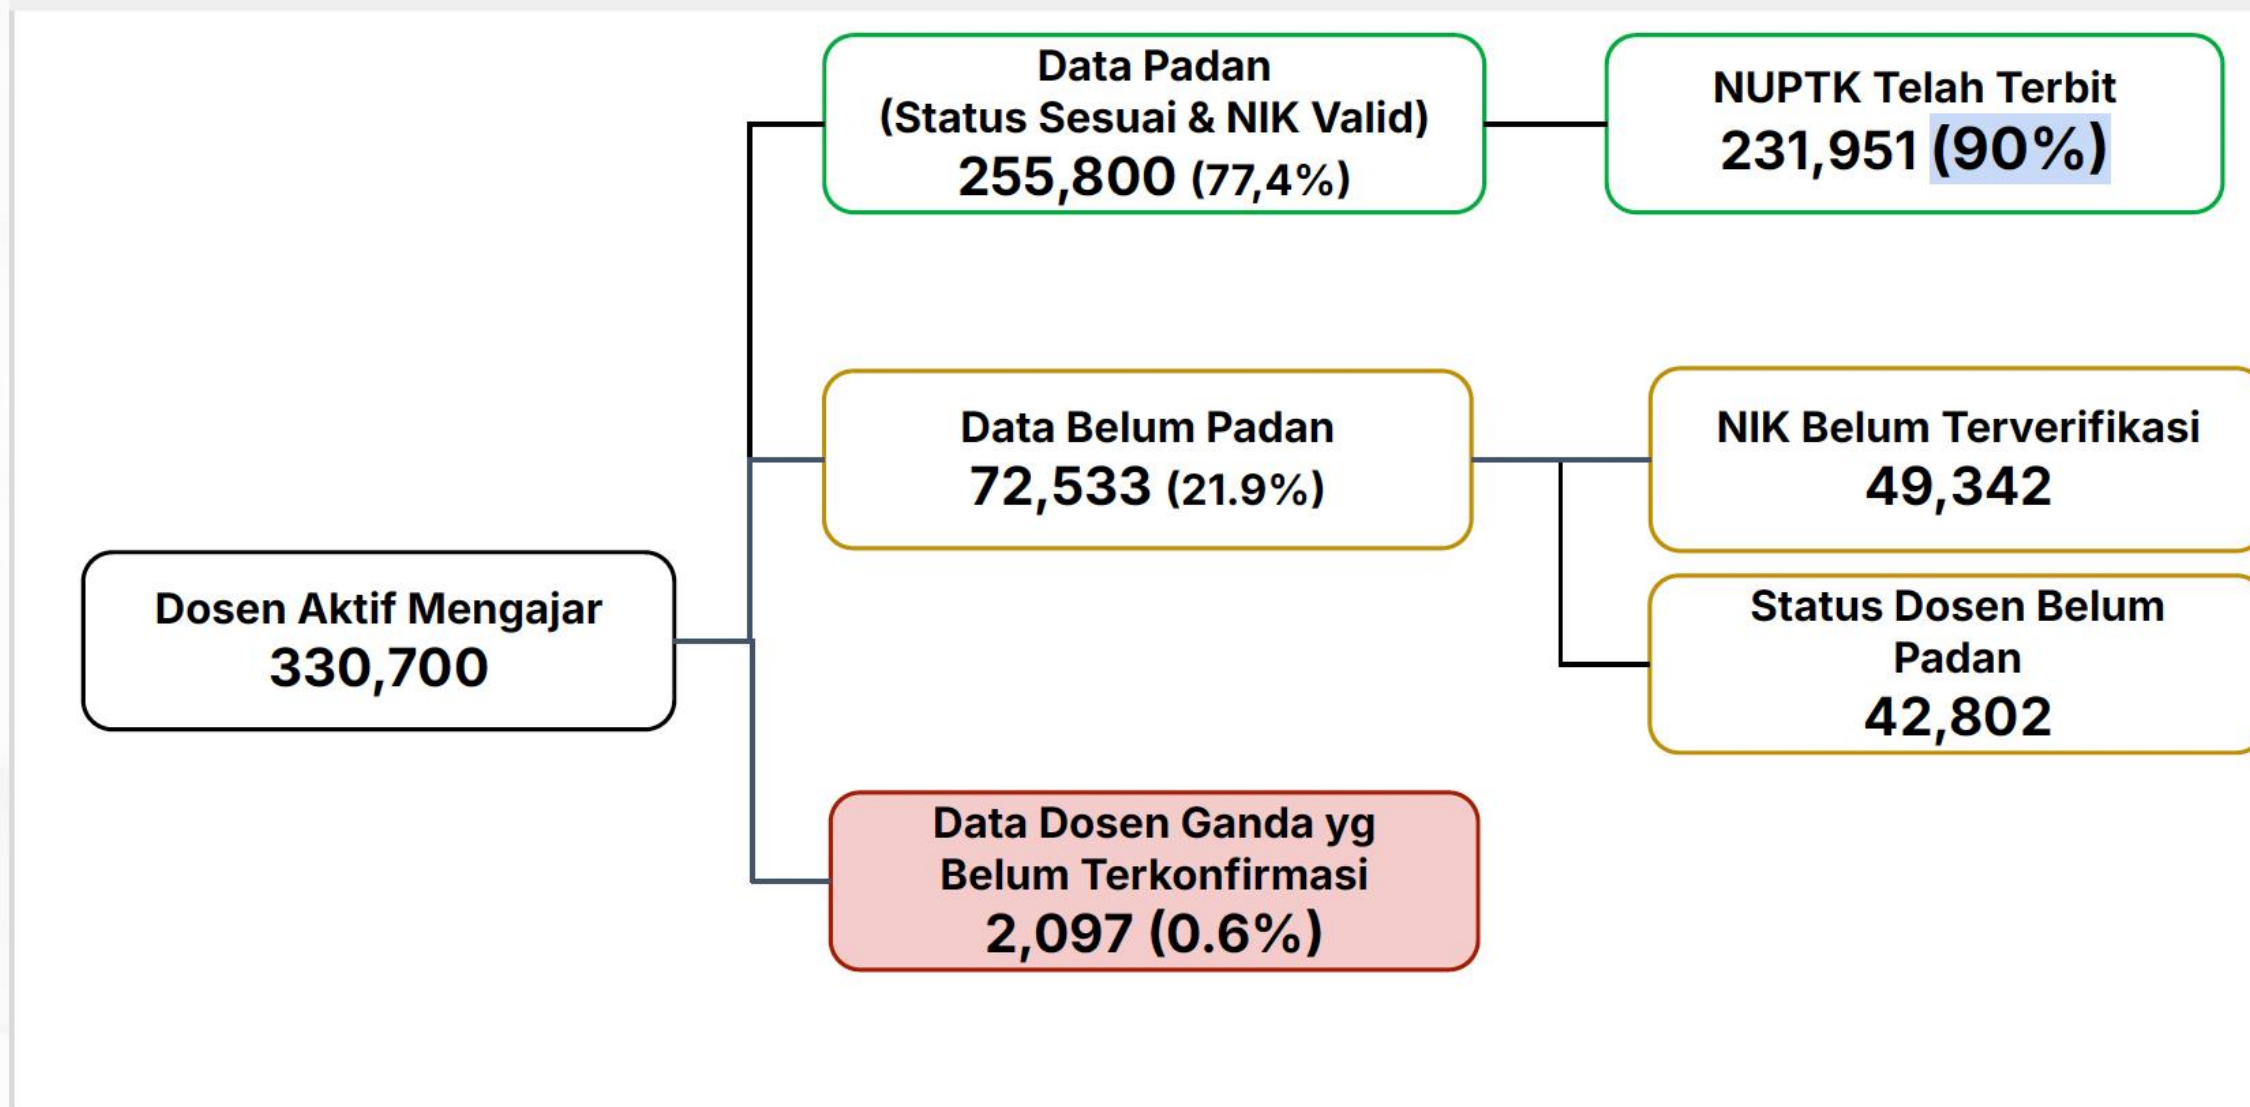 Data Padan
(Status Sesuai & NIK Valid)
255,800 (77,4%)
NUPTK Telah Terbit
231,951 (90%)
Data Belum Padan
72,533 (21.9%)
NIK Belum Terverifikasi
49,342
Dosen Aktif Mengajar
330,700
Status Dosen Belum
Padan
42,802
Data Dosen Ganda yg
Belum Terkonfirmasi
2,097 (0.6%)